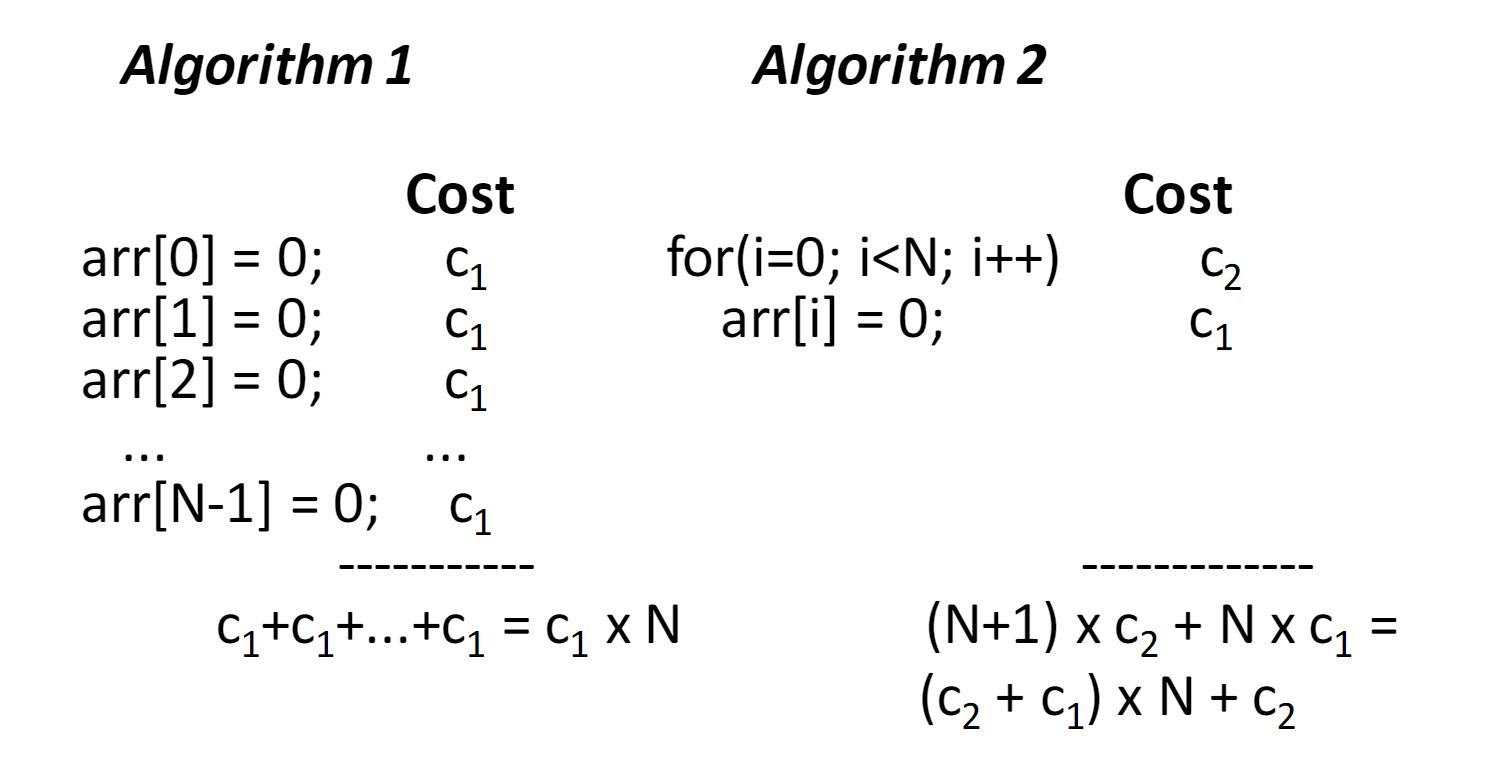 Algorithm 1
Cost
arr[0] = 0; c₁
arr[1] = 0; c₁
arr[2] = 0; c₁
... ...
arr[N-1] = 0; c₁
-----------
c₁+c₁+...+c₁ = c₁ x N
Algorithm 2
Cost
for(i=0; i<N; i++) c₂
arr[i] = 0; c₁
-------------
(N+1) x c₂ + N x c₁ =
(c₂ + c₁) x N + c₂